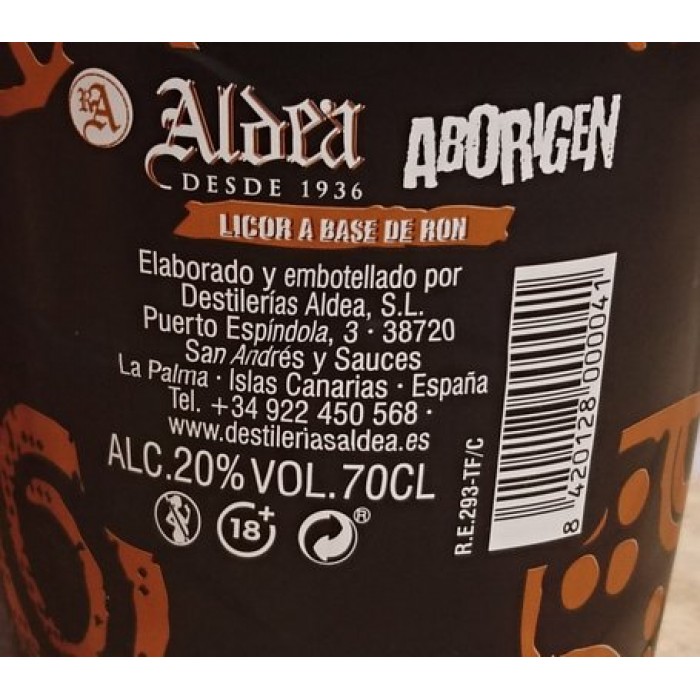 RA
Aldea
DESDE 1936
ABORIGEN
LICOR A BASE DE RON
Elaborado y embotellado por
Destilerías Aldea, S.L.
Puerto Espíndola, 3 · 38720
San Andrés y Sauces
La Palma · Islas Canarias · España
Tel. +34 922 450 568 ·
www.destileriasaldea.es
ALC.20% VOL.70CL
18+
®
R.E.293-TF/C
8 420128 000041